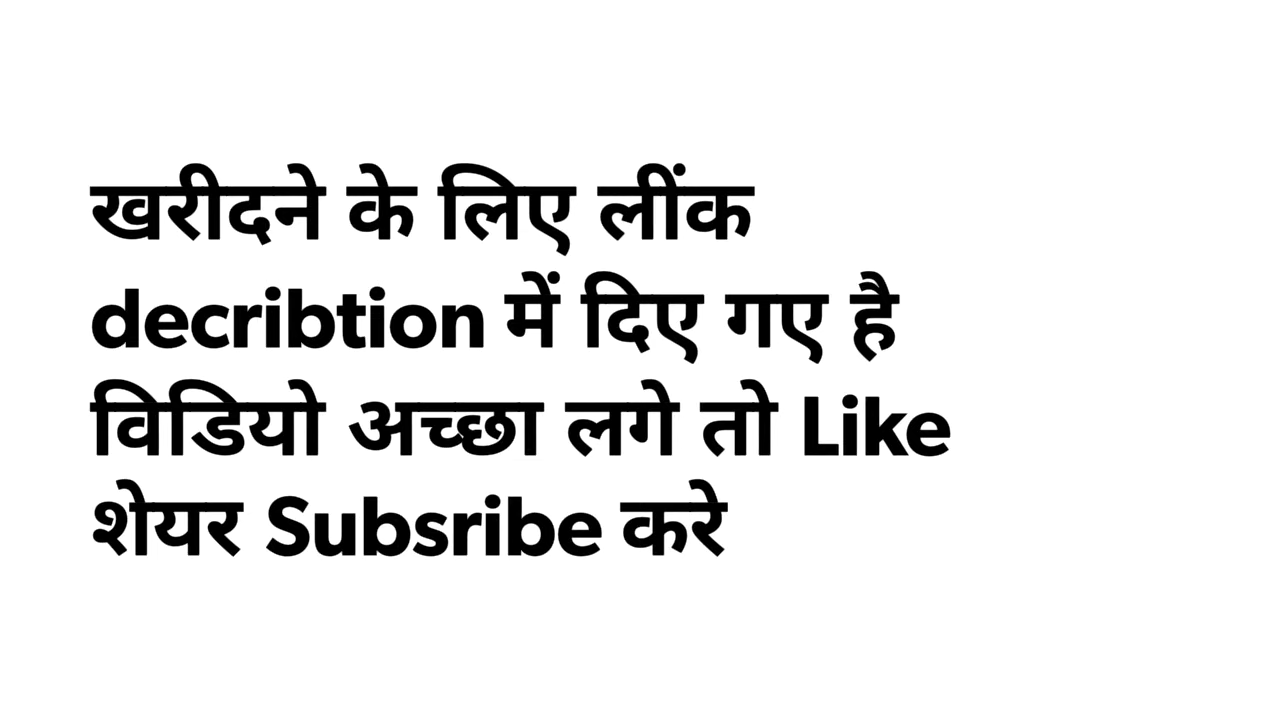 खरीदने के लिए लींक
decribtion में दिए गए है
विडियो अच्छा लगे तो Like
शेयर Subsribe करे